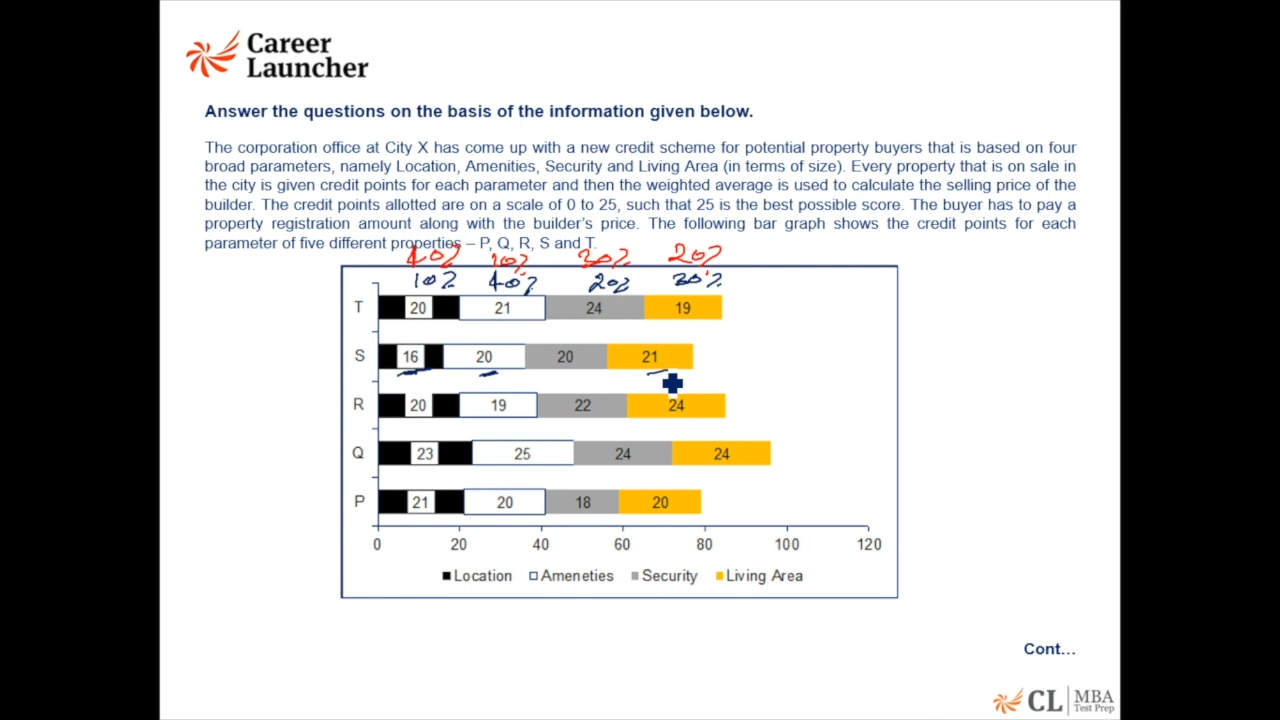 Career
Launcher
Answer the questions on the basis of the information given below.
The corporation office at City X has come up with a new credit scheme for potential property buyers that is based on four
broad parameters, namely Location, Amenities, Security and Living Area (in terms of size). Every property that is on sale in
the city is given credit points for each parameter and then the weighted average is used to calculate the selling price of the
builder. The credit points allotted are on a scale of 0 to 25, such that 25 is the best possible score. The buyer has to pay a
property registration amount along with the builder's price. The following bar graph shows the credit points for each
parameter of five different properties – P, Q, R, S and T.
40% 10% 30% 20%
10% 40% 20% 30%
T 20 21 24 19
S 16 20 20 21
R 20 19 22 24
Q 23 25 24 24
P 21 20 18 20
0 20 40 60 80 100 120
Location Ameneties Security Living Area
Cont...
CL MBA
Test Prep